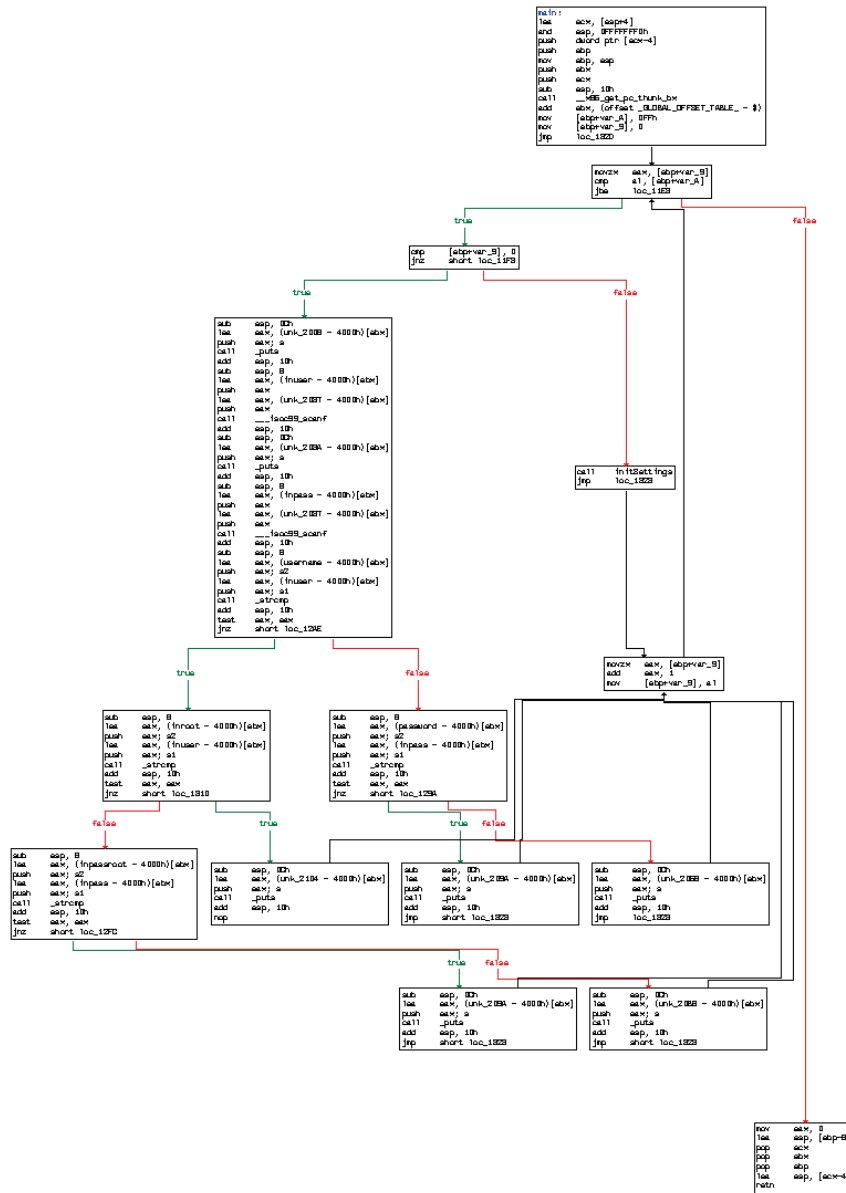 main:
lea ecx, [esp+4]
and esp, 0FFFFFFF0h
push dword ptr [ecx-4]
push ebp
mov ebp, esp
push ebx
push ecx
sub esp, 10h
call __x86_get_pc_thunk_bx
add ebx, (offset _GLOBAL_OFFSET_TABLE_ - $)
mov [ebp+var_A], 0FFh
mov [ebp+var_9], 0
jmp loc_132D
movzx eax, [ebp+var_9]
cmp al, [ebp+var_A]
jbe loc_11E3
true
false
cmp [ebp+var_9], 0
jnz short loc_11F3
true
false
sub esp, 0Ch
lea eax, (unk_2008 - 4000h)[ebx]
push eax; s
call _puts
add esp, 10h
sub esp, 8
lea eax, (inuser - 4000h)[ebx]
push eax
lea eax, (unk_2037 - 4000h)[ebx]
push eax
call ___isoc99_scanf
add esp, 10h
sub esp, 0Ch
lea eax, (unk_203A - 4000h)[ebx]
push eax; s
call _puts
add esp, 10h
sub esp, 8
lea eax, (inpass - 4000h)[ebx]
push eax
lea eax, (unk_2037 - 4000h)[ebx]
push eax
call ___isoc99_scanf
add esp, 10h
sub esp, 8
lea eax, (username - 4000h)[ebx]
push eax; s2
lea eax, (inuser - 4000h)[ebx]
push eax; s1
call _strcmp
add esp, 10h
test eax, eax
jnz short loc_12AE
call initSettings
jmp loc_1323
true
false
movzx eax, [ebp+var_9]
add eax, 1
mov [ebp+var_9], al
sub esp, 8
lea eax, (inroot - 4000h)[ebx]
push eax; s2
lea eax, (inuser - 4000h)[ebx]
push eax; s1
call _strcmp
add esp, 10h
test eax, eax
jnz short loc_1310
sub esp, 8
lea eax, (password - 4000h)[ebx]
push eax; s2
lea eax, (inpass - 4000h)[ebx]
push eax; s1
call _strcmp
add esp, 10h
test eax, eax
jnz short loc_129A
false
true
true
false
sub esp, 8
lea eax, (inpassroot - 4000h)[ebx]
push eax; s2
lea eax, (inpass - 4000h)[ebx]
push eax; s1
call _strcmp
add esp, 10h
test eax, eax
jnz short loc_12FC
sub esp, 0Ch
lea eax, (unk_2104 - 4000h)[ebx]
push eax; s
call _puts
add esp, 10h
nop
sub esp, 0Ch
lea eax, (unk_209A - 4000h)[ebx]
push eax; s
call _puts
add esp, 10h
jmp short loc_1323
sub esp, 0Ch
lea eax, (unk_206B - 4000h)[ebx]
push eax; s
call _puts
add esp, 10h
jmp short loc_1323
true
false
sub esp, 0Ch
lea eax, (unk_209A - 4000h)[ebx]
push eax; s
call _puts
add esp, 10h
jmp short loc_1323
sub esp, 0Ch
lea eax, - 4000h)[ebx]
push eax; s
call _puts
add esp, 10h
jmp short loc_1323
mov eax, 0
lea esp, [ebp-8
pop ecx
pop ebx
pop ebp
lea esp, [ecx-4
retn